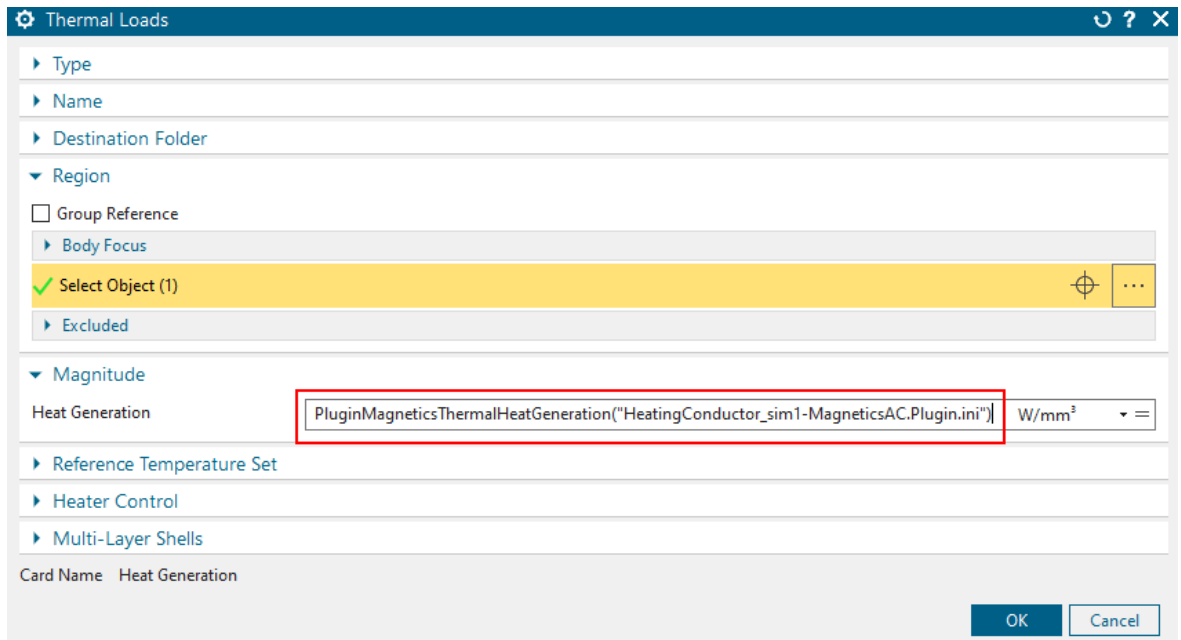 Thermal Loads
Type
Name
Destination Folder
Region
Group Reference
Body Focus
Select Object (1)
Excluded
Magnitude
Heat Generation PluginMagneticsThermalHeatGeneration("HeatingConductor_sim1-MagneticsAC.Plugin.ini") W/mm³
Reference Temperature Set
Heater Control
Multi-Layer Shells
Card Name Heat Generation
OK Cancel